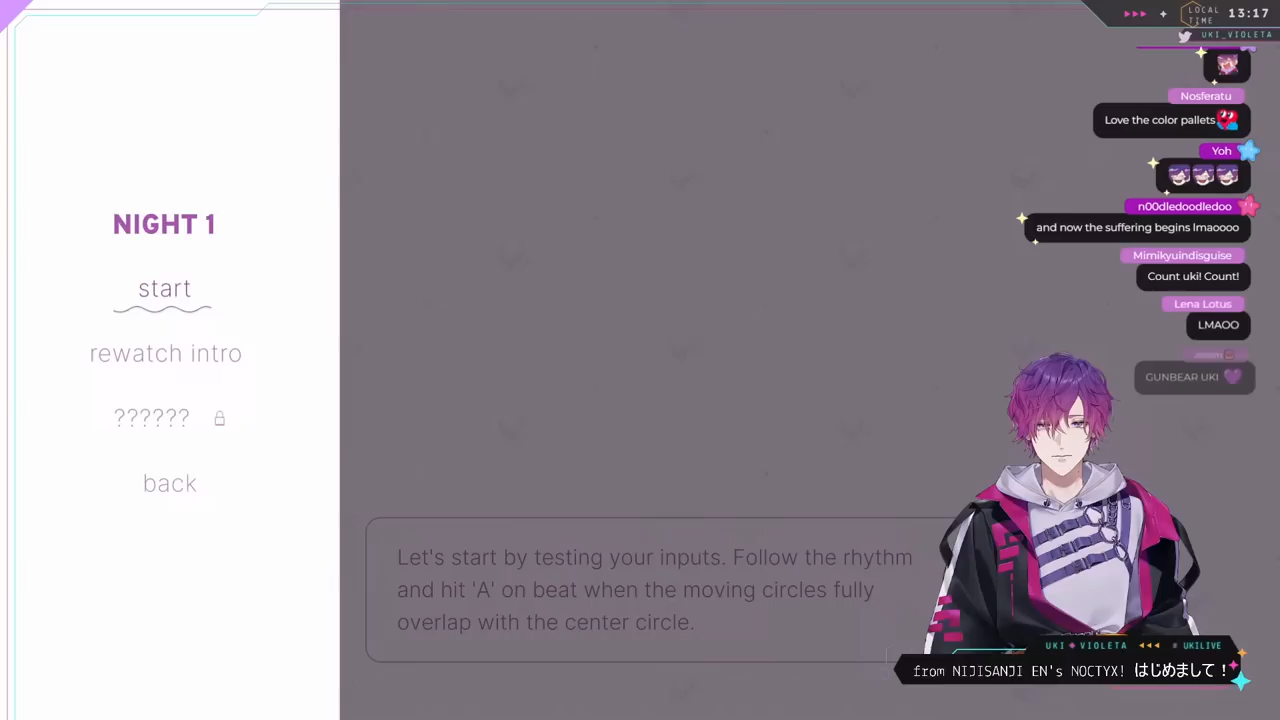 LOCAL
TIME
13:17
UKI_VIOLETA
Nosferatu
Love the color pallets
Yoh
n00dledoodledoo
and now the suffering begins lmaoooo
Mimikyuindisguise
Count uki! Count!
Lena Lotus
LMAOO
GUNBEAR UKI
NIGHT 1
start
rewatch intro
??????
back
Let's start by testing your inputs. Follow the rhythm
and hit 'A' on beat when the moving circles fully
overlap with the center circle.
UKI VIOLETA
# UKILIVE
from NIJISANJI EN's NOCTYX! はじめまして！